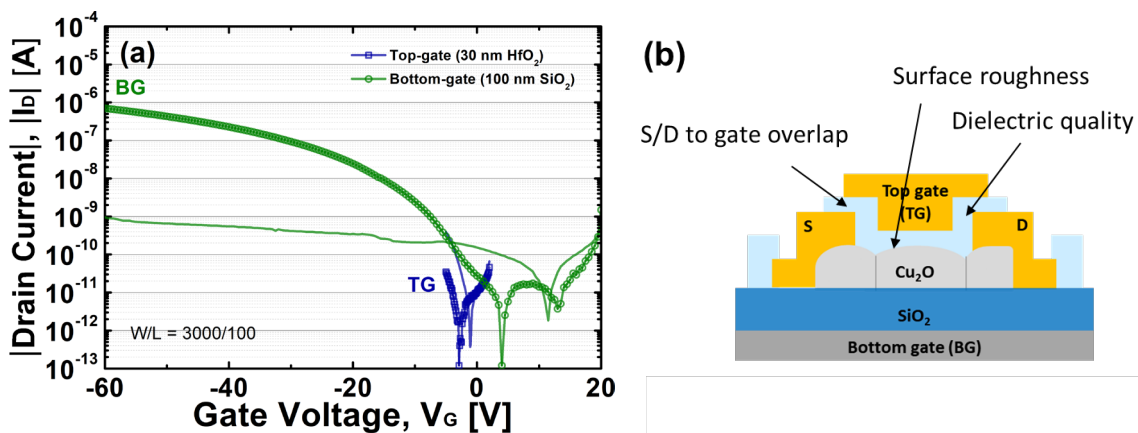 (a)
Top-gate (30 nm HfO₂)
Bottom-gate (100 nm SiO₂)
BG
TG
W/L = 3000/100
|Drain Current|, |I_D| [A]
10⁻⁴
10⁻⁵
10⁻⁶
10⁻⁷
10⁻⁸
10⁻⁹
10⁻¹⁰
10⁻¹¹
10⁻¹²
10⁻¹³
-60 -40 -20 0 20
Gate Voltage, V_G [V]
(b)
Surface roughness
S/D to gate overlap
Dielectric quality
Top gate
(TG)
S
D
Cu₂O
SiO₂
Bottom gate (BG)